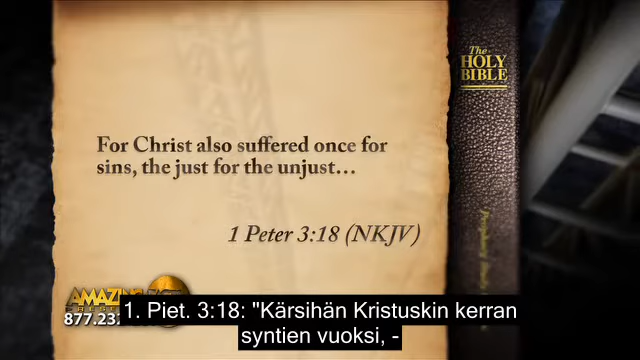 The
HOLY
BIBLE
For Christ also suffered once for
sins, the just for the unjust…
1 Peter 3:18 (NKJV)
1. Piet. 3:18: "Kärsihän Kristuskin kerran
syntien vuoksi, -